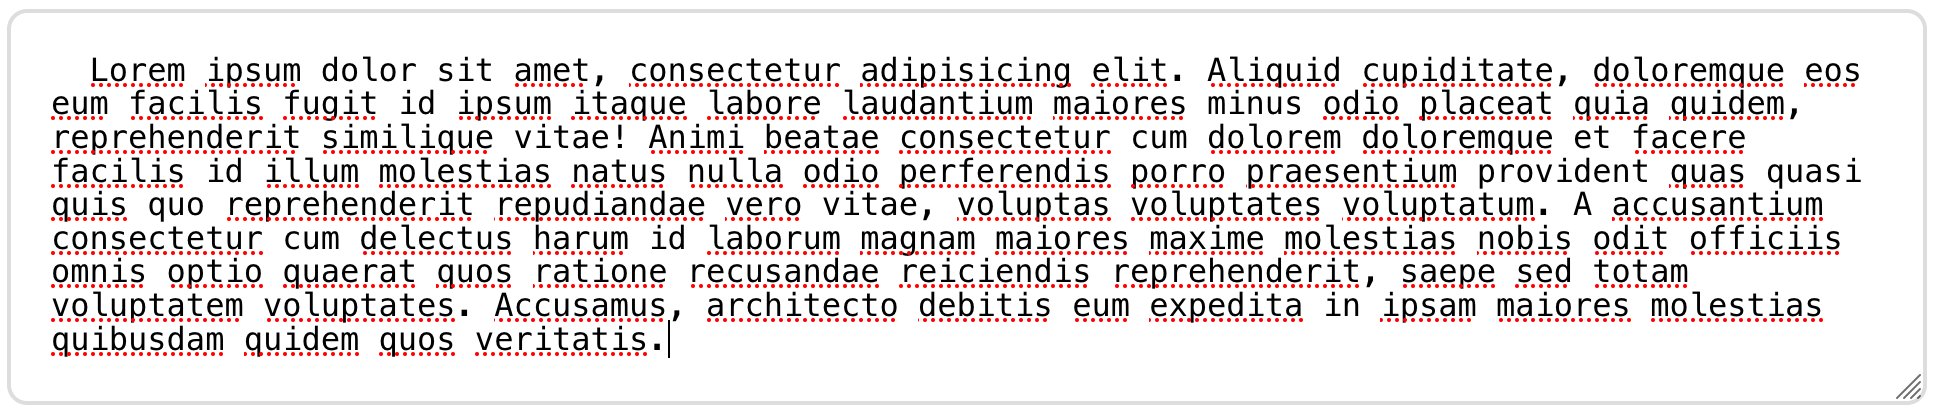 Lorem ipsum dolor sit amet, consectetur adipisicing elit. Aliquid cupiditate, doloremque eos
eum facilis fugit id ipsum itaque labore laudantium maiores minus odio placeat quia quidem,
reprehenderit similique vitae! Animi beatae consectetur cum dolorem doloremque et facere
facilis id illum molestias natus nulla odio perferendis porro praesentium provident quas quasi
quis quo reprehenderit repudiandae vero vitae, voluptas voluptates voluptatum. A accusantium
consectetur cum delectus harum id laborum magnam maiores maxime molestias nobis odit officiis
omnis optio quaerat quos ratione recusandae reiciendis reprehenderit, saepe sed totam
voluptatem voluptates. Accusamus, architecto debitis eum expedita in ipsam maiores molestias
quibusdam quidem quos veritatis.